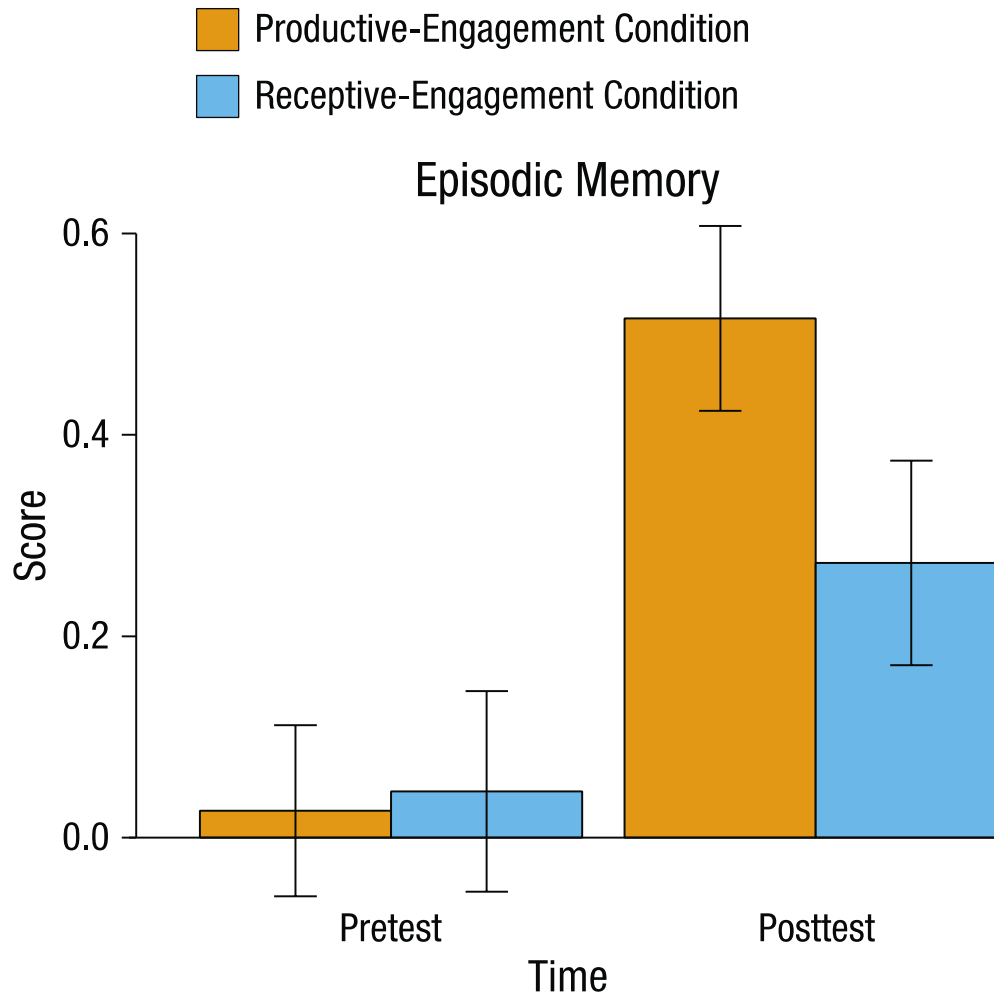 Productive-Engagement Condition
Receptive-Engagement Condition
Episodic Memory
0.6
0.4
0.2
0.0
Score
Pretest
Posttest
Time